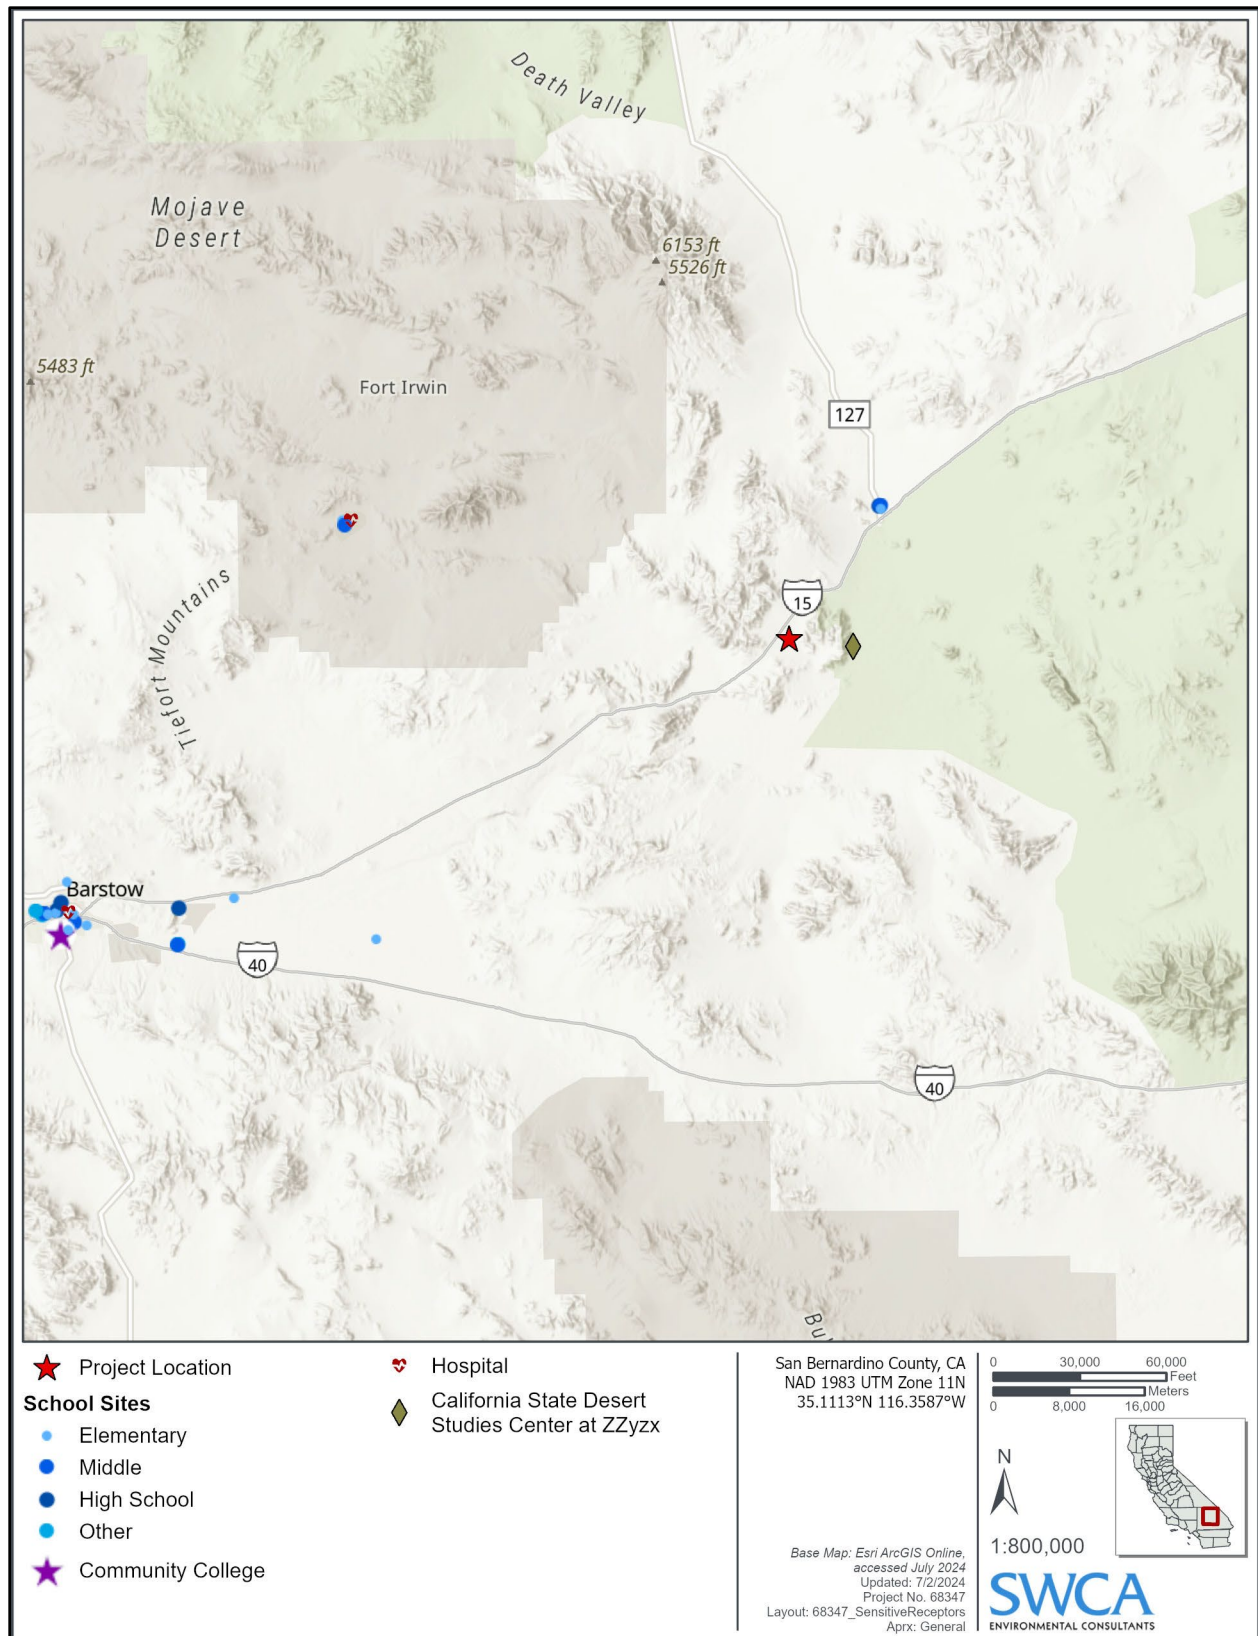 Death Valley
Mojave
Desert
6153 ft
5526 ft
5483 ft
Fort Irwin
127
15
Tiefort Mountains
Barstow
40
40
Bul
Project Location
School Sites
Elementary
Middle
High School
Other
Community College
Hospital
California State Desert
Studies Center at ZZyzx
San Bernardino County, CA
NAD 1983 UTM Zone 11N
35.1113°N 116.3587°W
Base Map: Esri ArcGIS Online,
accessed July 2024
Updated: 7/2/2024
Project No. 68347
Layout: 68347_SensitiveReceptors
Aprx: General
0 30,000 60,000
Feet
Meters
0 8,000 16,000
N
1:800,000
SWCA
ENVIRONMENTAL CONSULTANTS